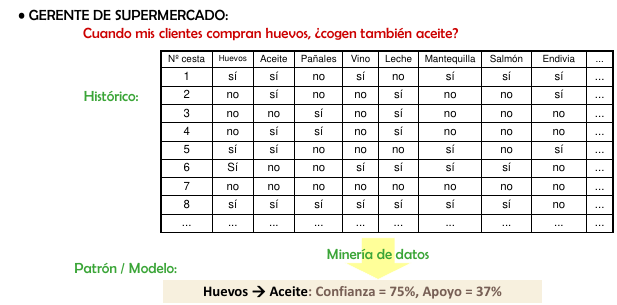 • GERENTE DE SUPERMERCADO:
Cuando mis clientes compran huevos, ¿cogen también aceite?
Nº cesta Huevos Aceite Pañales Vino Leche Mantequilla Salmón Endivia ...
1 sí sí no sí no sí sí sí ...
Histórico:
2 no sí no no sí no no sí ...
3 no no sí no sí no no no ...
4 no sí sí no sí no no no ...
5 sí sí no no no sí no sí ...
6 Sí no no sí sí sí sí no ...
7 no no no no no no no no ...
8 sí sí sí sí sí sí sí no ...
... ... ... ... ... ... ... ... ... ...
Minería de datos
Patrón / Modelo:
Huevos → Aceite: Confianza = 75%, Apoyo = 37%